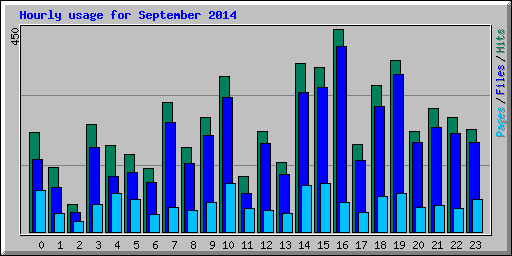 Hourly usage for September 2014
450
Pages / Files / Hits
0 1 2 3 4 5 6 7 8 9 10 11 12 13 14 15 16 17 18 19 20 21 22 23